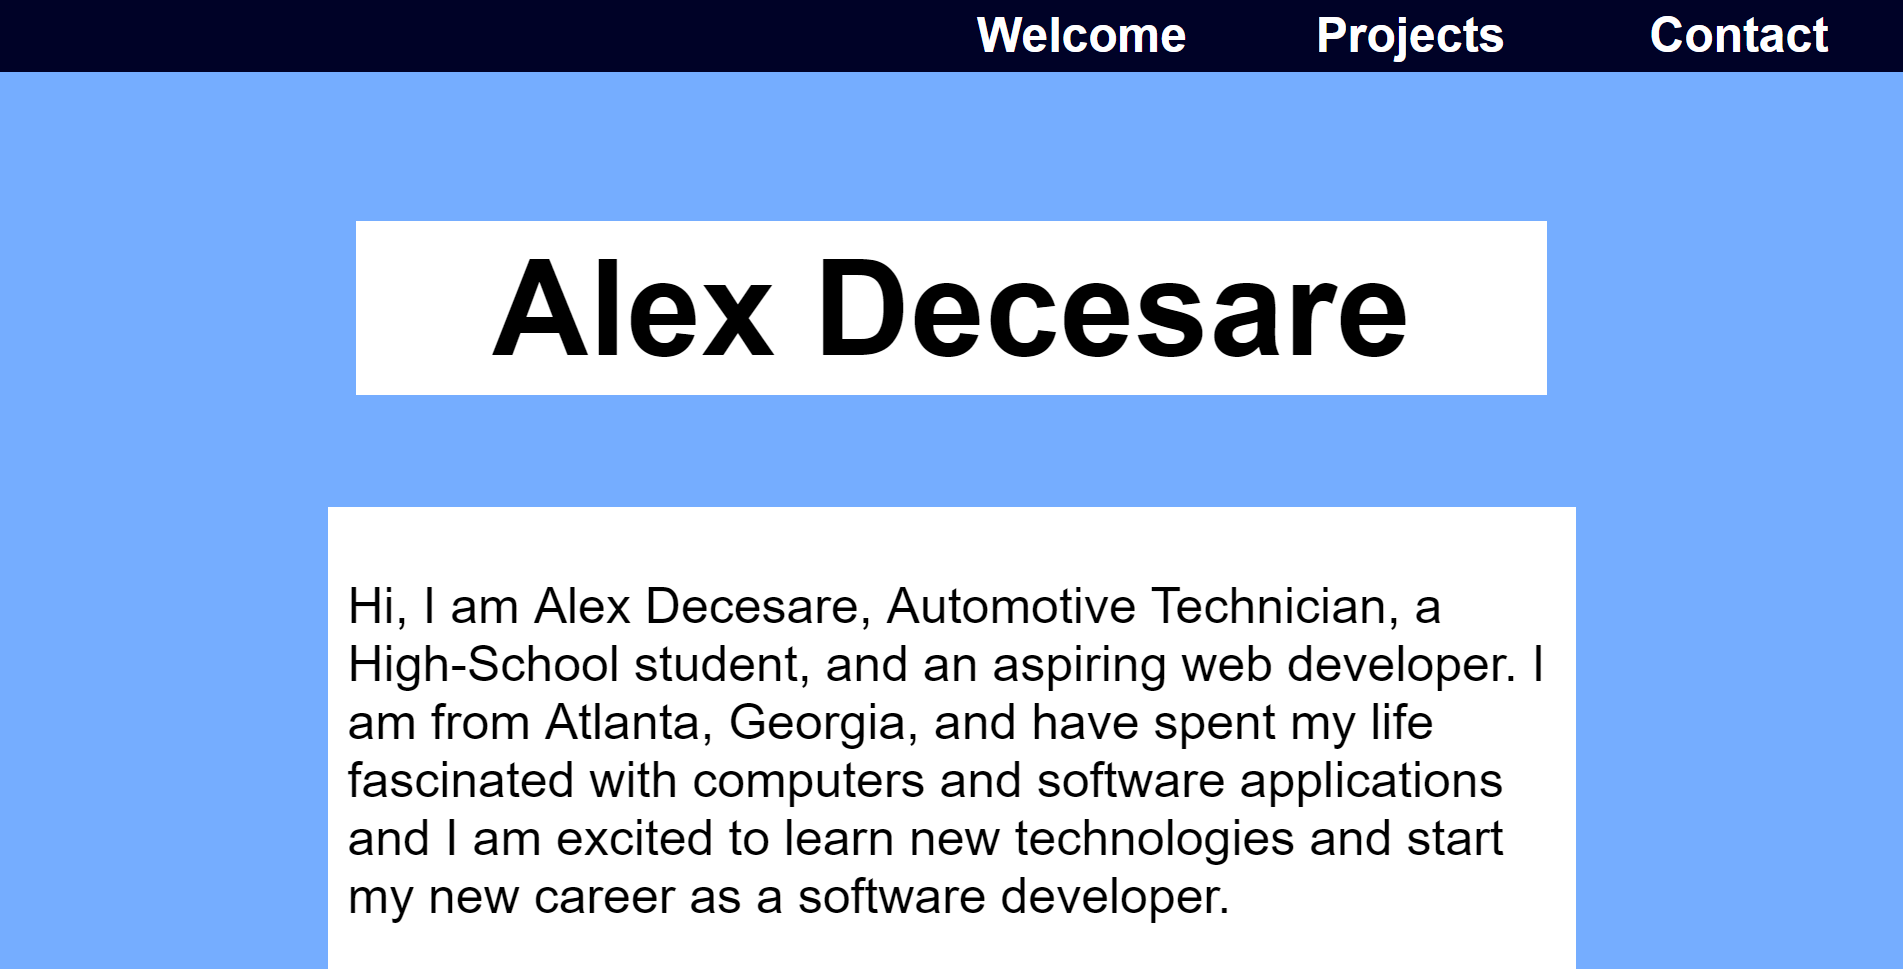 Welcome Projects Contact
Alex Decesare
Hi, I am Alex Decesare, Automotive Technician, a
High-School student, and an aspiring web developer. I
am from Atlanta, Georgia, and have spent my life
fascinated with computers and software applications
and I am excited to learn new technologies and start
my new career as a software developer.